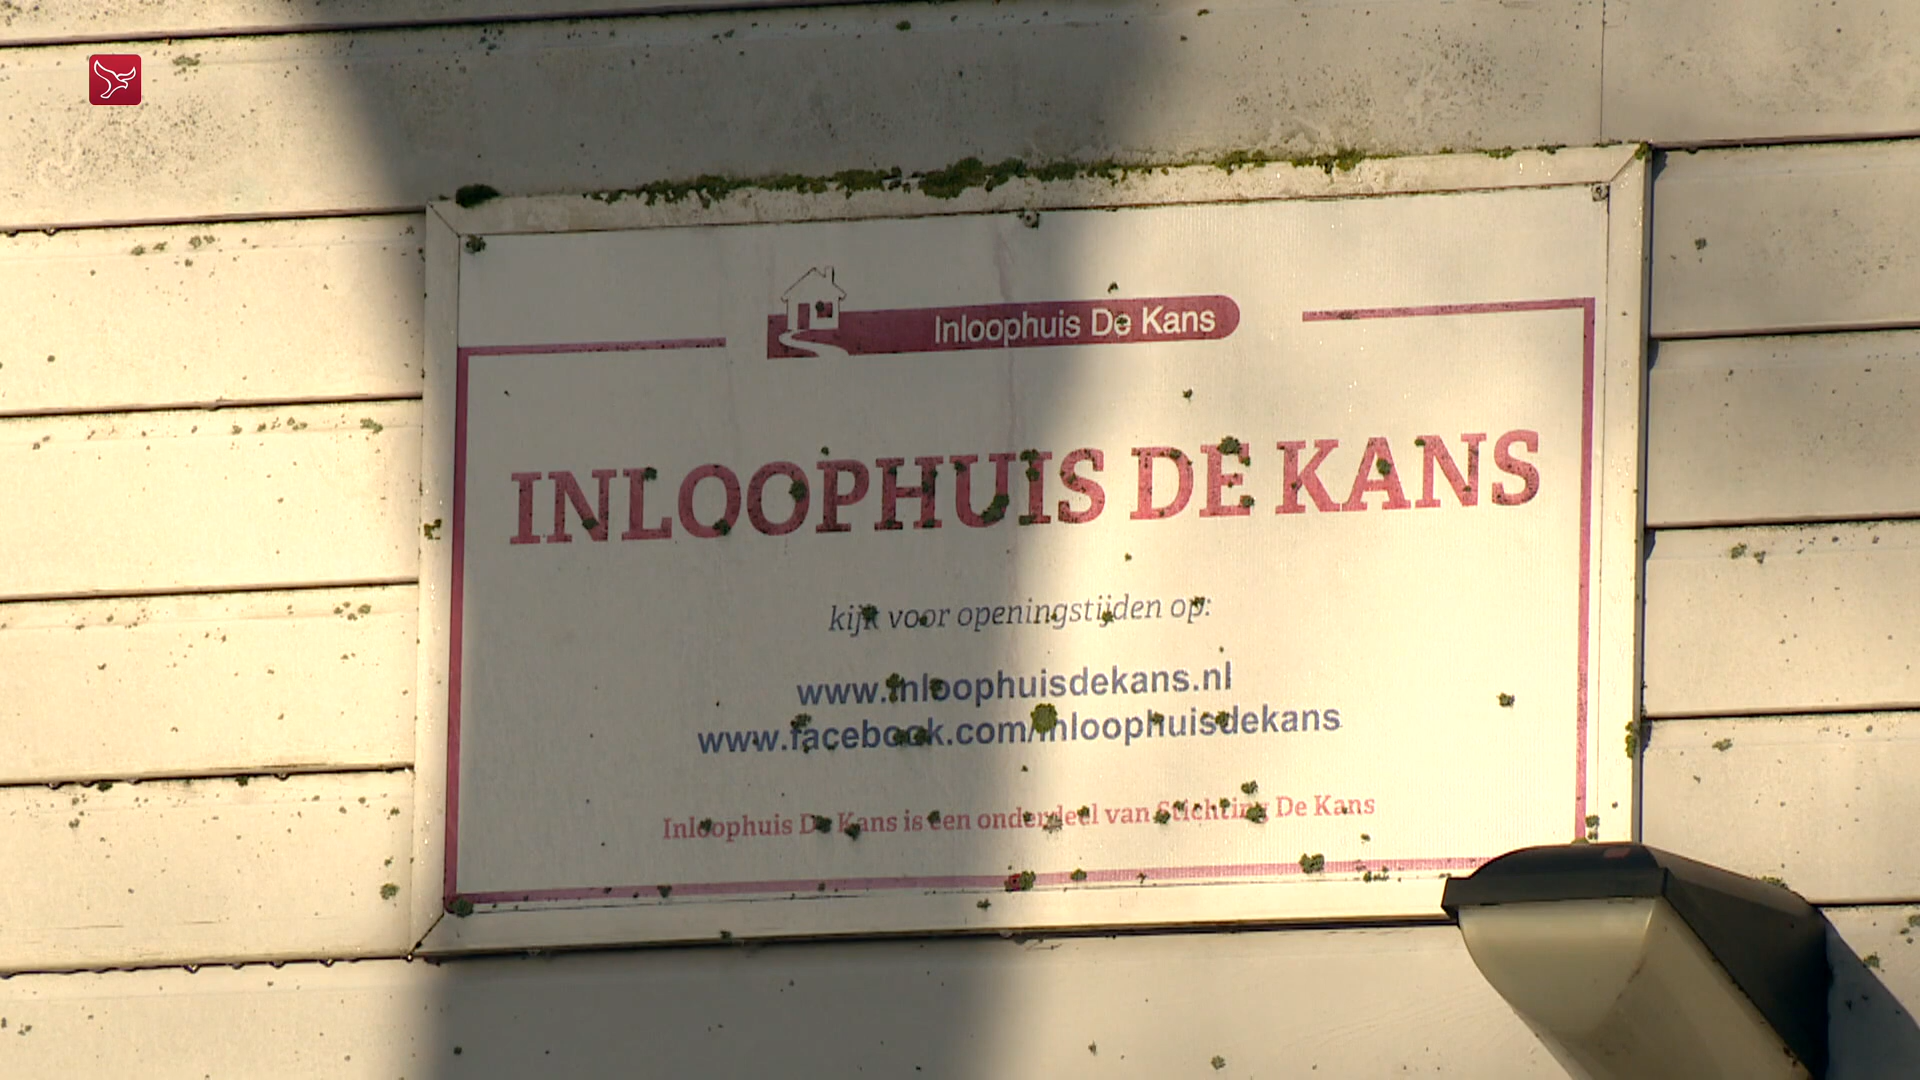 Inloophuis De Kans
INLOOPHUIS DE KANS
kijk voor openingstijden op:
www.inloophuisdekans.nl
www.facebook.com/inloophuisdekans
Inloophuis De Kans is een onderdeel van Stichting De Kans